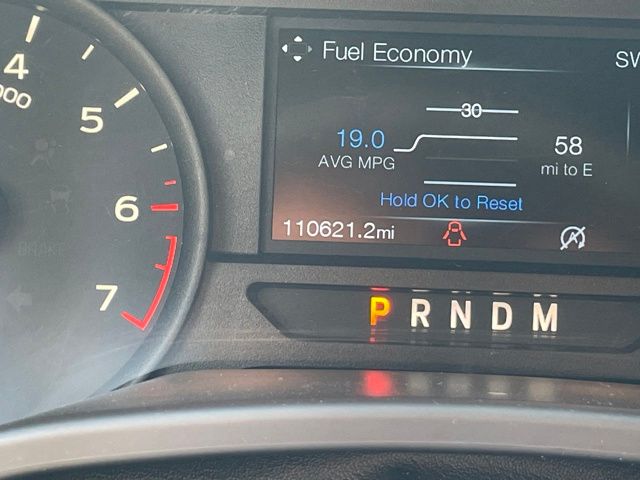 4
000
5
6
7
Fuel Economy
SW
30
19.0
AVG MPG
58
mi to E
Hold OK to Reset
110621.2mi
P R N D M